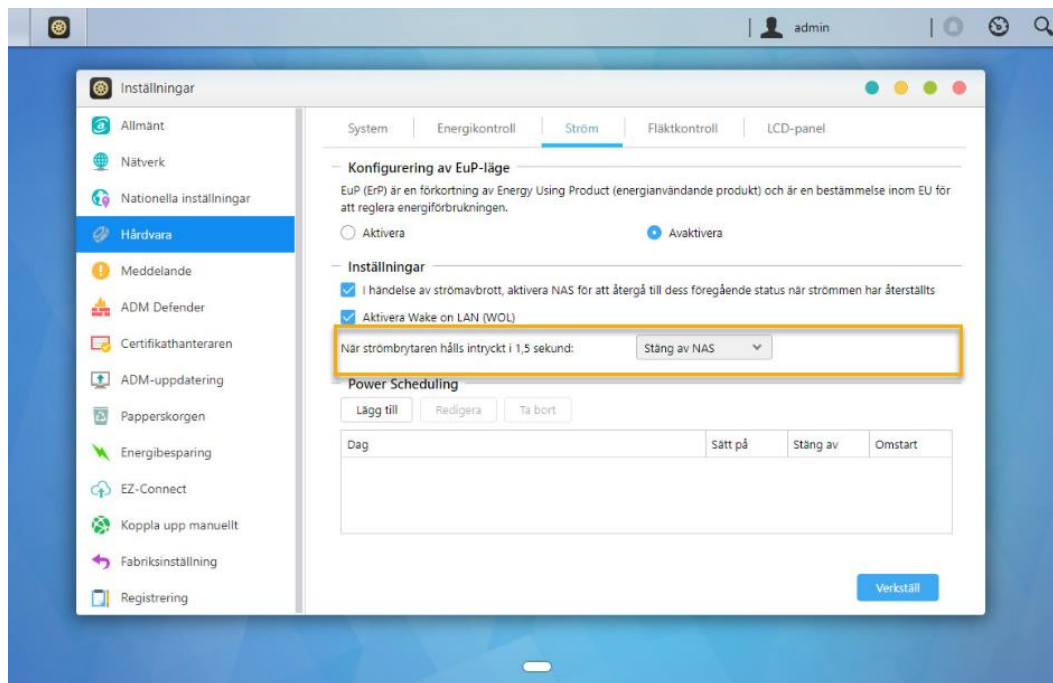 admin
Inställningar
Allmänt
Nätverk
Nationella inställningar
Hårdvara
Meddelande
ADM Defender
Certifikathanteraren
ADM-uppdatering
Papperskorgen
Energibesparing
EZ-Connect
Koppla upp manuellt
Fabriksinställning
Registrering
System Energikontroll Ström Fläktkontroll LCD-panel
Konfigurering av EuP-läge
EuP (ErP) är en förkortning av Energy Using Product (energianvändande produkt) och är en bestämmelse inom EU för
att reglera energiförbrukningen.
Aktivera Avaktivera
Inställningar
I händelse av strömavbrott, aktivera NAS för att återgå till dess föregående status när strömmen har återställts
Aktivera Wake on LAN (WOL)
När strömbrytaren hålls intryckt i 1,5 sekund: Stäng av NAS
Power Scheduling
Lägg till Redigera Ta bort
Dag Sätt på Stäng av Omstart
Verkställ